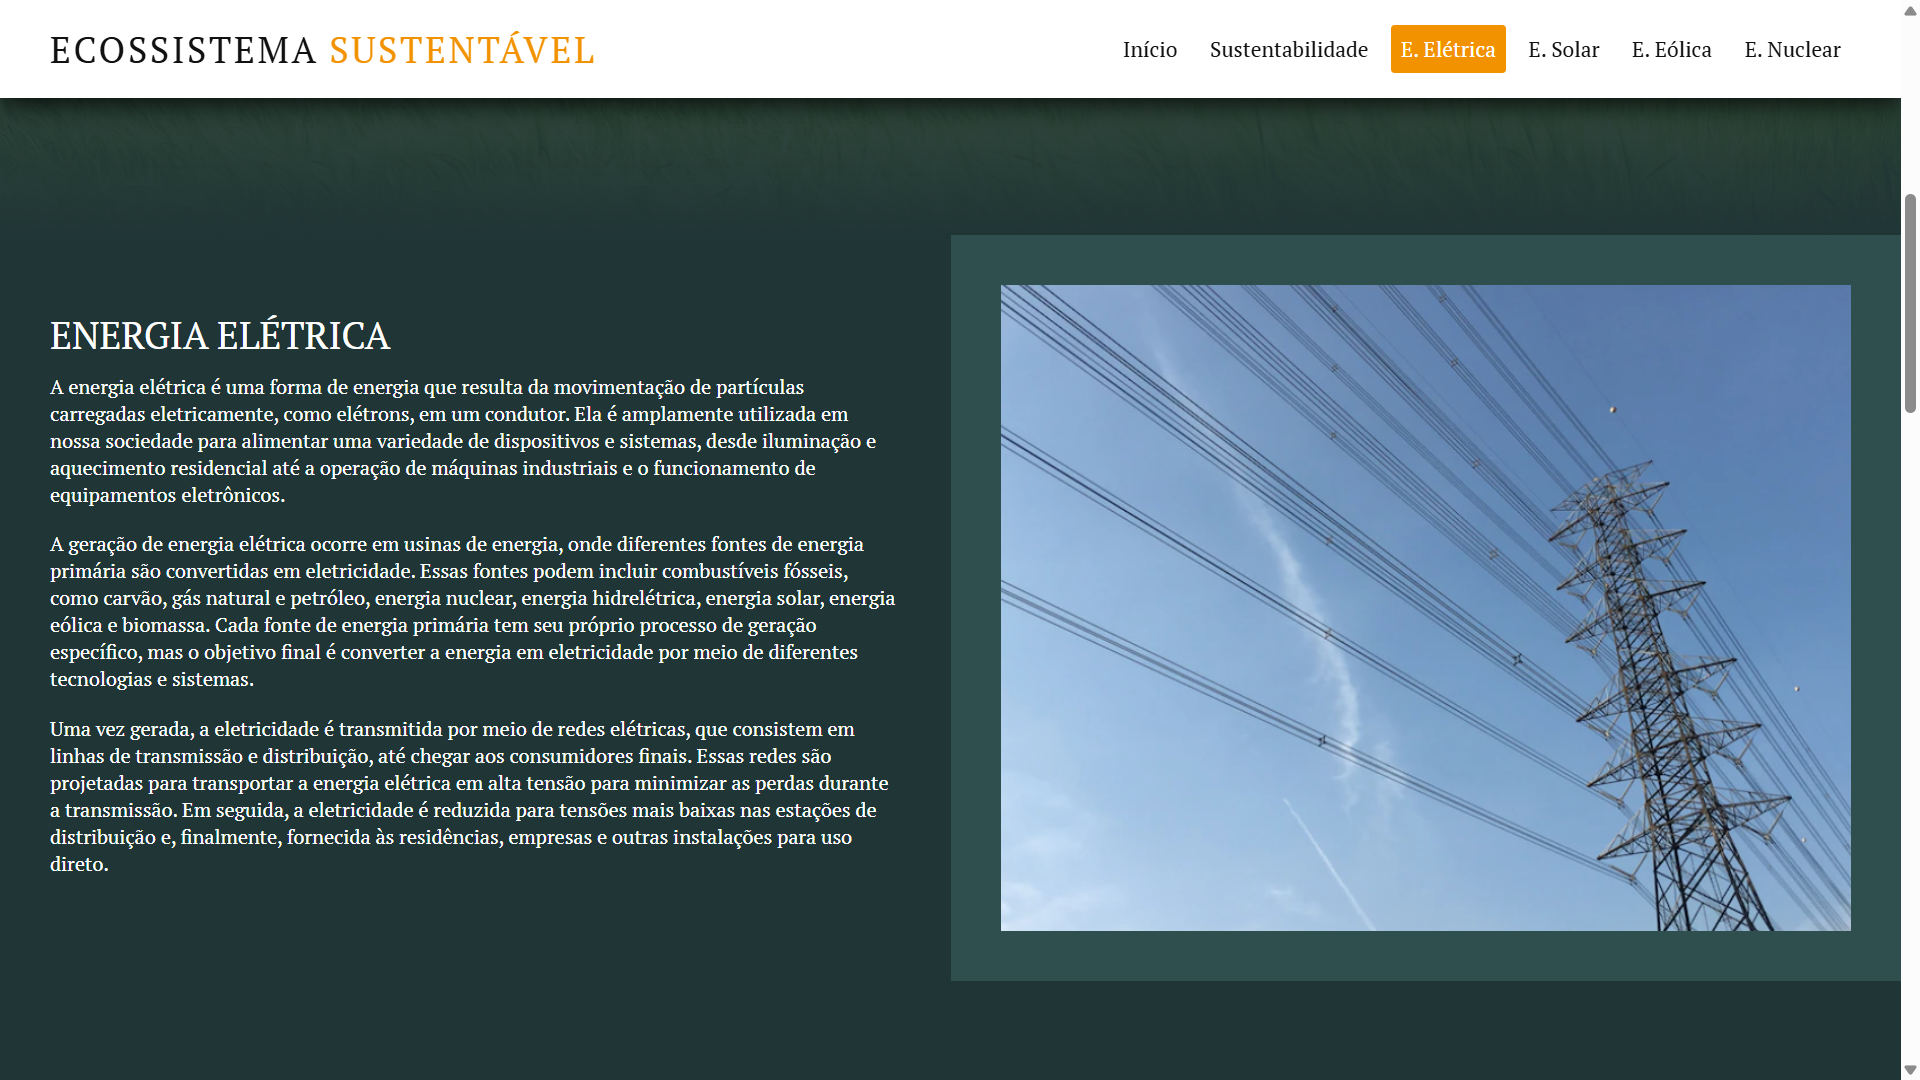 ECOSSISTEMA SUSTENTÁVEL
Início Sustentabilidade E. Elétrica E. Solar E. Eólica E. Nuclear
ENERGIA ELÉTRICA
A energia elétrica é uma forma de energia que resulta da movimentação de partículas
carregadas eletricamente, como elétrons, em um condutor. Ela é amplamente utilizada em
nossa sociedade para alimentar uma variedade de dispositivos e sistemas, desde iluminação e
aquecimento residencial até a operação de máquinas industriais e o funcionamento de
equipamentos eletrônicos.
A geração de energia elétrica ocorre em usinas de energia, onde diferentes fontes de energia
primária são convertidas em eletricidade. Essas fontes podem incluir combustíveis fósseis,
como carvão, gás natural e petróleo, energia nuclear, energia hidrelétrica, energia solar, energia
eólica e biomassa. Cada fonte de energia primária tem seu próprio processo de geração
específico, mas o objetivo final é converter a energia em eletricidade por meio de diferentes
tecnologias e sistemas.
Uma vez gerada, a eletricidade é transmitida por meio de redes elétricas, que consistem em
linhas de transmissão e distribuição, até chegar aos consumidores finais. Essas redes são
projetadas para transportar a energia elétrica em alta tensão para minimizar as perdas durante
a transmissão. Em seguida, a eletricidade é reduzida para tensões mais baixas nas estações de
distribuição e, finalmente, fornecida às residências, empresas e outras instalações para uso
direto.